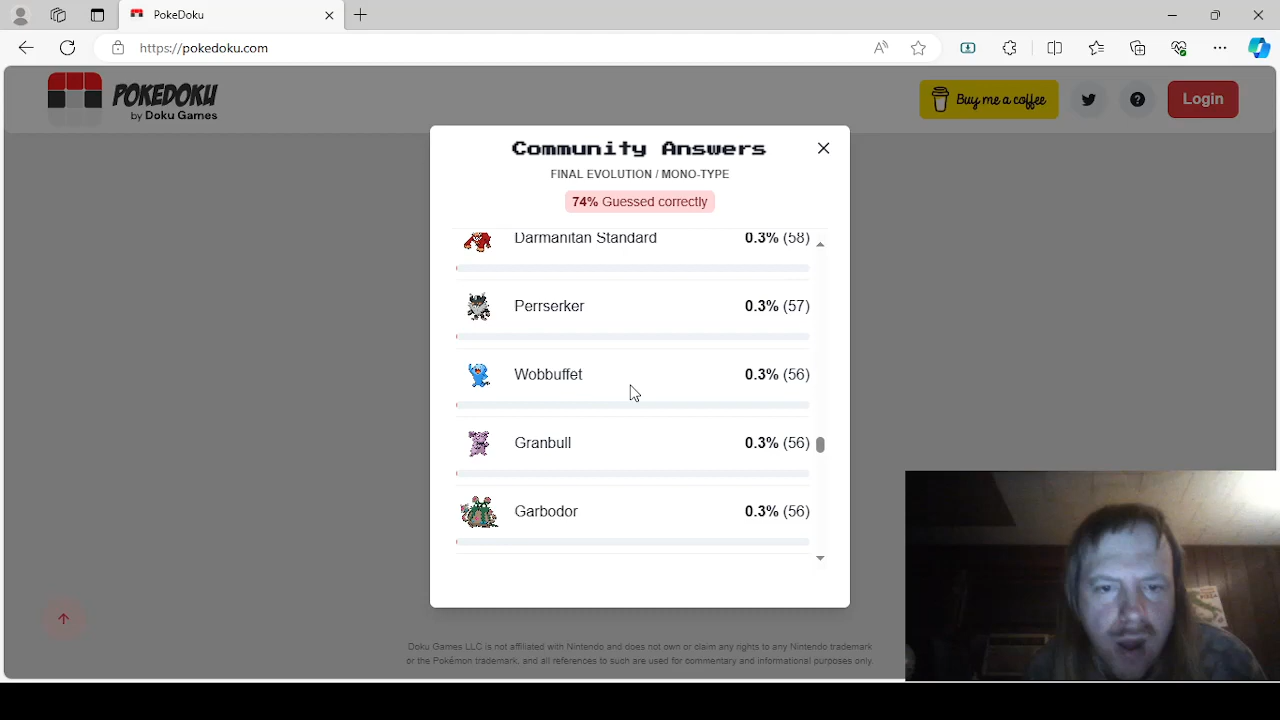 PokeDoku
https://pokedoku.com
POKEDOKU
by Doku Games
Buy me a coffee
Login
Community Answers
FINAL EVOLUTION / MONO-TYPE
74% Guessed correctly
Darmanitan Standard 0.3% (58)
Perrserker 0.3% (57)
Wobbuffet 0.3% (56)
Granbull 0.3% (56)
Garbodor 0.3% (56)
Doku Games LLC is not affiliated with Nintendo and does not own or claim any rights to any Nintendo trademark
or the Pokémon trademark, and all references to such are used for commentary and informational purposes only.